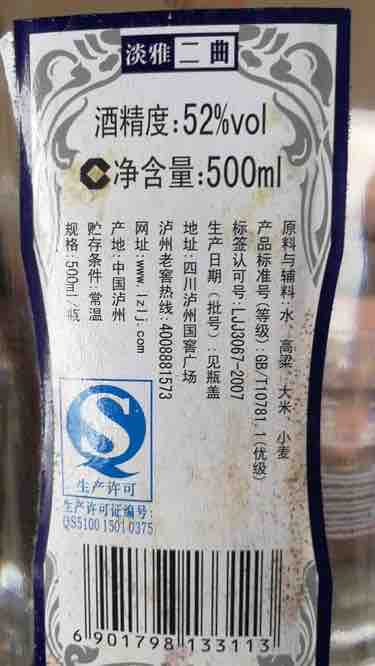 淡雅二曲
酒精度:52%vol
净含量:500ml
原料与辅料:水、高粱、大米、小麦
产品标准号(等级):GB/T10781.1(优级)
标签认可号:LJJ3067-2007
生产日期(批号):见瓶盖
地址:四川泸州国窖广场
泸州老窖热线:4008881573
网址:www.lzlj.com
产地:中国泸州
贮存条件:常温
规格:500ml/瓶
生产许可
生产许可证编号:
QS5100 1501 0375
6 901798 133113